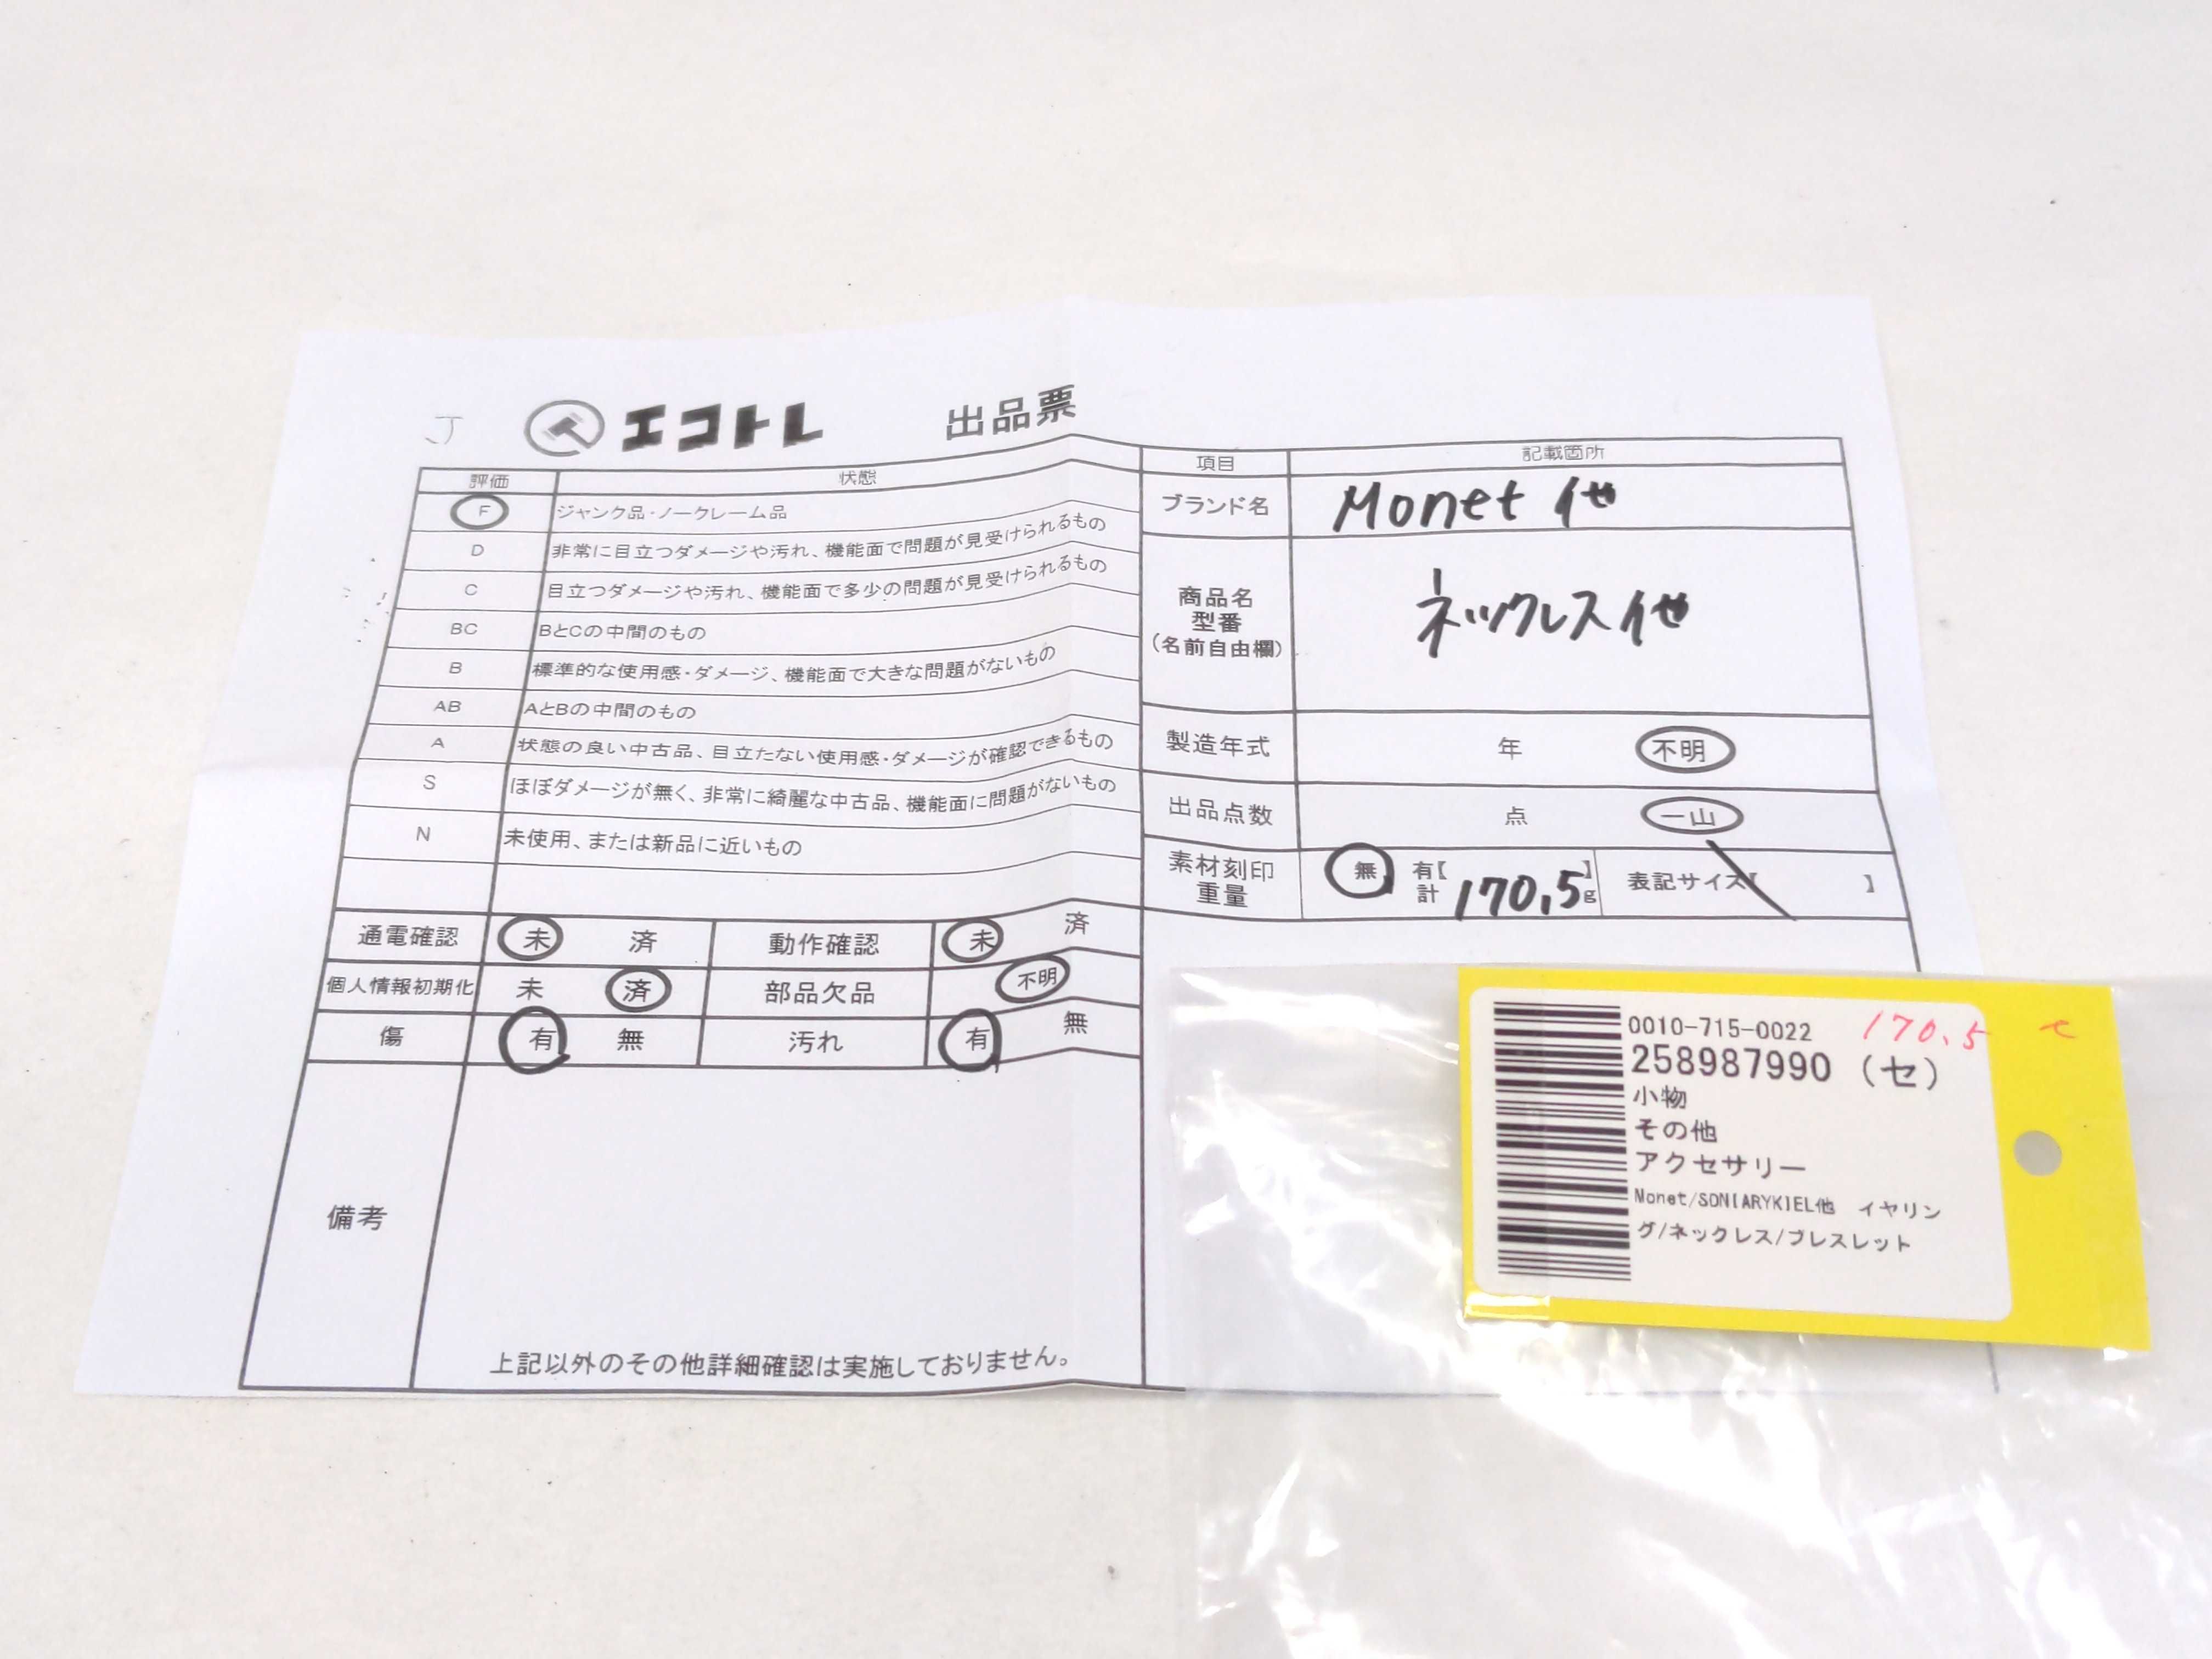 J
エコトレ 出品票
評価 状態
F ジャンク品・ノークレーム品
D 非常に目立つダメージや汚れ、機能面で問題が見受けられるもの
C 目立つダメージや汚れ、機能面で多少の問題が見受けられるもの
BC BとCの中間のもの
B 標準的な使用感・ダメージ、機能面で大きな問題がないもの
AB AとBの中間のもの
A 状態の良い中古品、目立たない使用感・ダメージが確認できるもの
S ほぼダメージが無く、非常に綺麗な中古品、機能面に問題がないもの
N 未使用、または新品に近いもの
通電確認 未 済 動作確認 未 済
個人情報初期化 未 済 部品欠品 不明
傷 有 無 汚れ 有 無
備考
上記以外のその他詳細確認は実施しておりません。
項目 記載箇所
ブランド名 Monet 他
商品名
型番
(名前自由欄)
ネックレス他
製造年式 年 不明
出品点数 点 一山
素材刻印
重量
無 有【 】
計 170.5 g
表記サイズ【 】
0010-715-0022 170.5 セ
258987990 (セ)
小物
その他
アクセサリー
Monet/SONIARYKIEL他 イヤリン
グ/ネックレス/ブレスレット